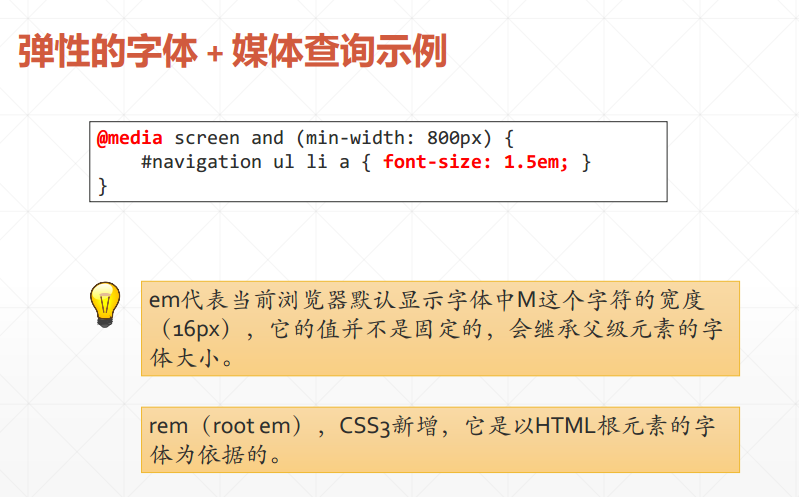 弹性的字体 + 媒体查询示例
@media screen and (min-width: 800px) {
    #navigation ul li a { font-size: 1.5em; }
}
em代表当前浏览器默认显示字体中M这个字符的宽度
（16px），它的值并不是固定的，会继承父级元素的字
体大小。
rem（root em），CSS3新增，它是以HTML根元素的字
体为依据的。